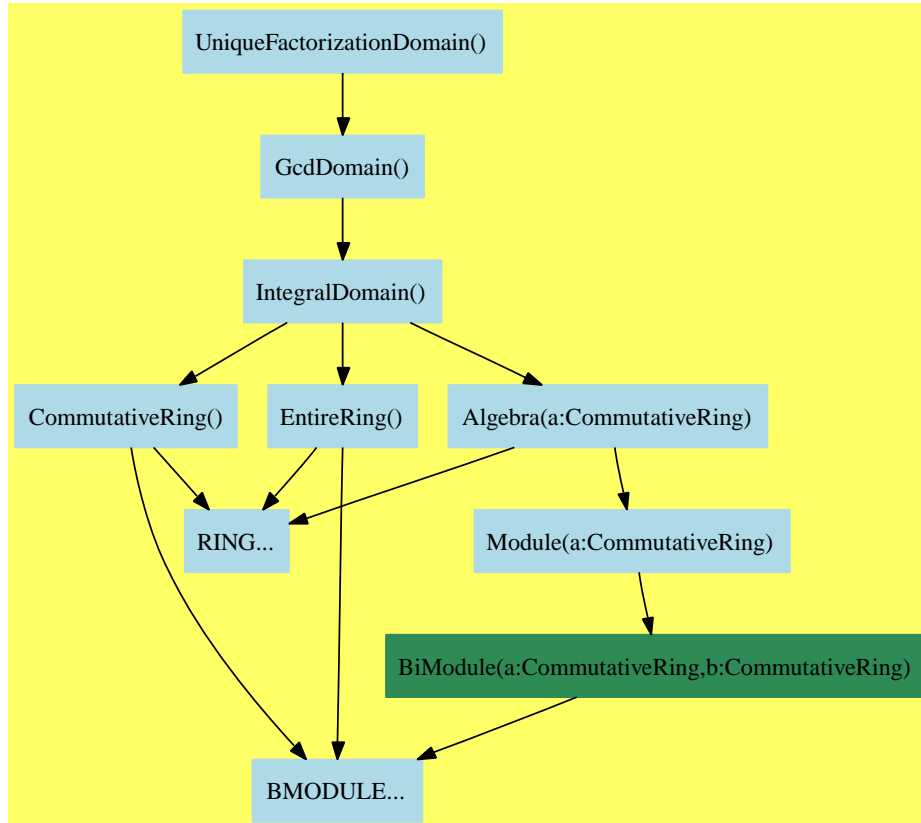 UniqueFactorizationDomain()
GcdDomain()
IntegralDomain()
CommutativeRing()
EntireRing()
Algebra(a:CommutativeRing)
RING...
Module(a:CommutativeRing)
BiModule(a:CommutativeRing,b:CommutativeRing)
BMODULE...